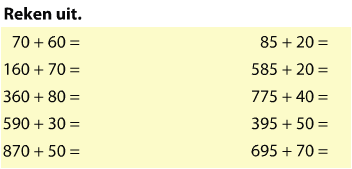 Reken uit.
70 + 60 = 85 + 20 =
160 + 70 = 585 + 20 =
360 + 80 = 775 + 40 =
590 + 30 = 395 + 50 =
870 + 50 = 695 + 70 =